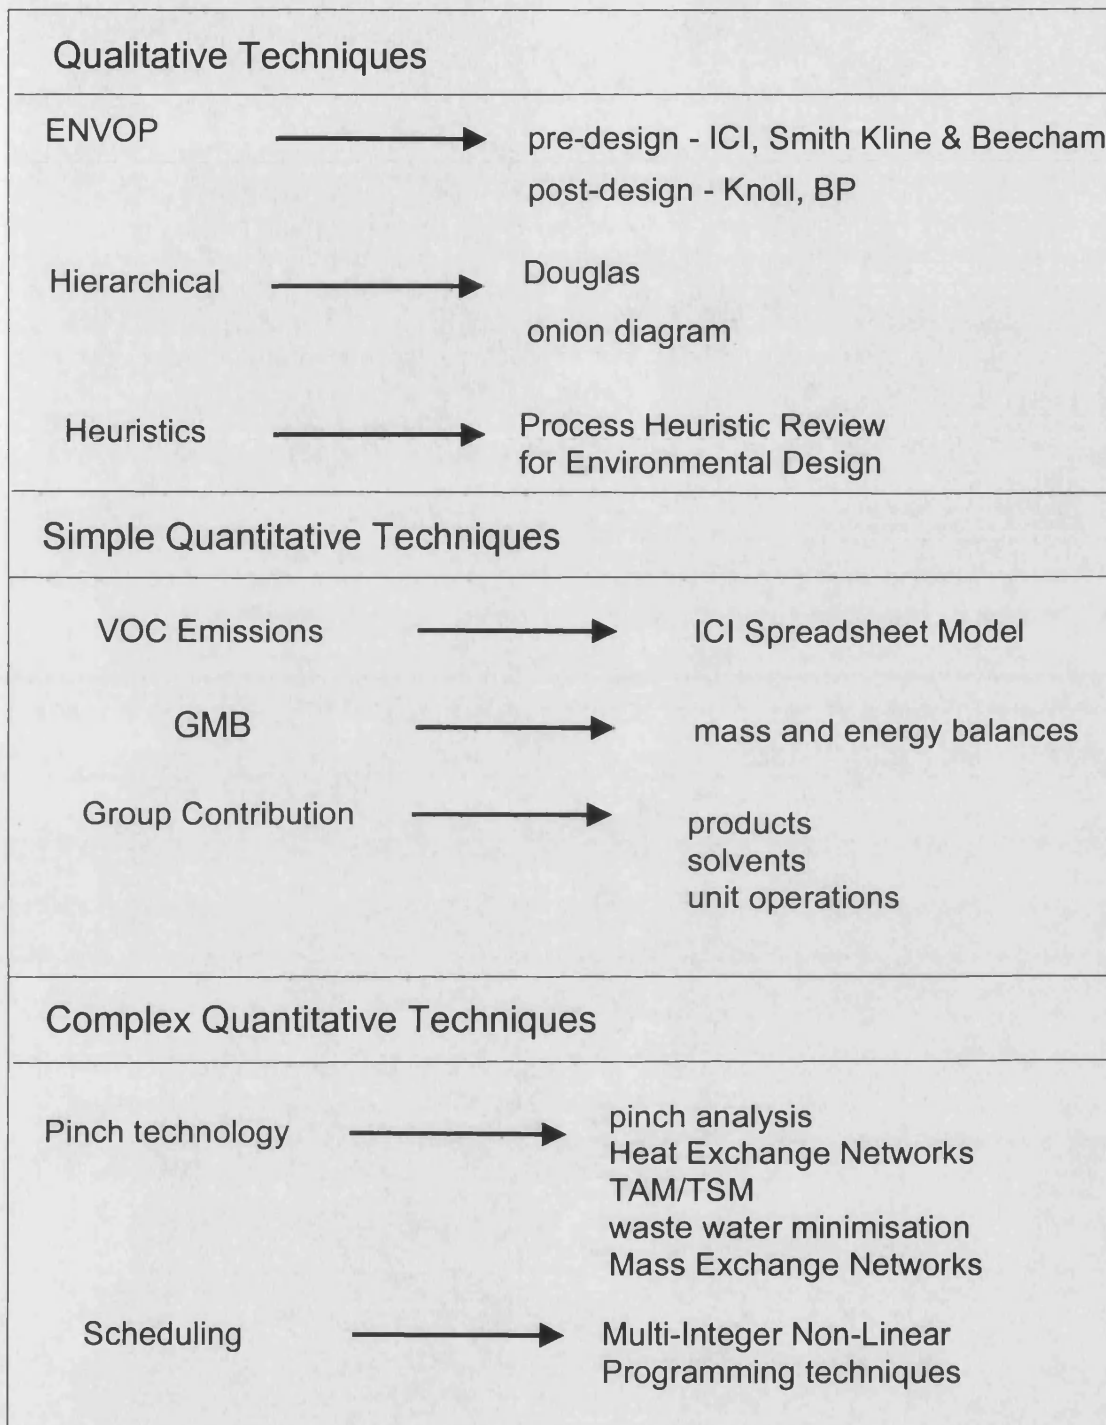 Qualitative Techniques
ENVOP
pre-design - ICI, Smith Kline & Beecham
post-design - Knoll, BP
Hierarchical
Douglas
onion diagram
Heuristics
Process Heuristic Review
for Environmental Design
Simple Quantitative Techniques
VOC Emissions
ICI Spreadsheet Model
GMB
mass and energy balances
Group Contribution
products
solvents
unit operations
Complex Quantitative Techniques
Pinch technology
pinch analysis
Heat Exchange Networks
TAM/TSM
waste water minimisation
Mass Exchange Networks
Scheduling
Multi-Integer Non-Linear
Programming techniques